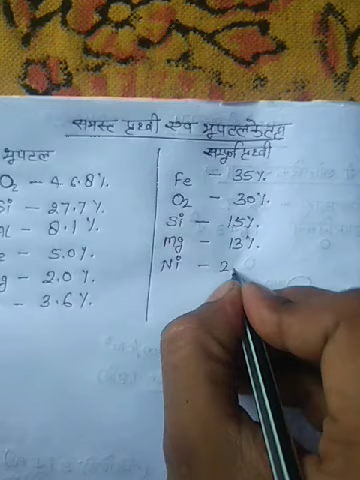 समस्त पृथ्वी एवं भूपटल के तत्व
भूपटल
O2 - 46.8%.
Si - 27.7%.
Al - 8.1%.
e - 5.0%.
g - 2.0%.
- 3.6%.
सम्पूर्ण पृथ्वी
Fe - 35%.
O2 - 30%.
Si - 15%.
Mg - 13%.
Ni - 2.